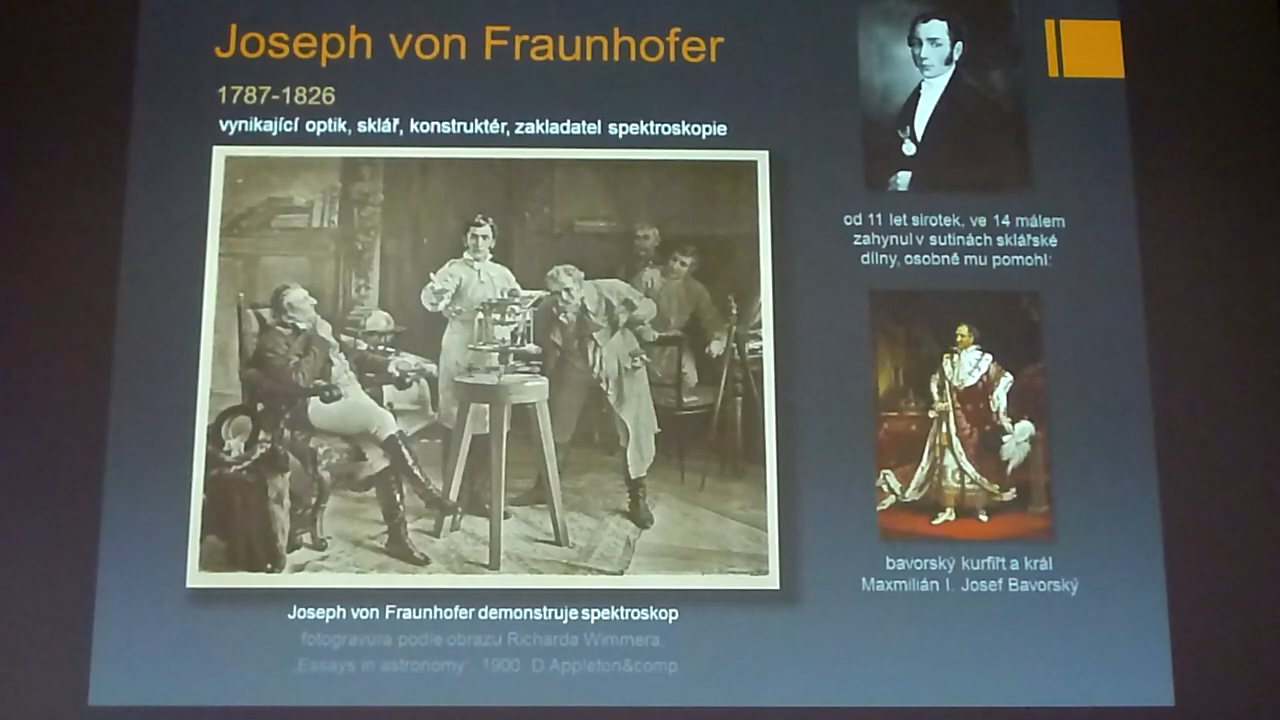 Joseph von Fraunhofer
1787-1826
vynikající optik, sklář, konstruktér, zakladatel spektroskopie
od 11 let sirotek, ve 14 málem
zahynul v sutinách sklářské
dílny, osobně mu pomohl:
bavorský kurfiřt a král
Maxmilián I. Josef Bavorský
Joseph von Fraunhofer demonstruje spektroskop
fotogravura podle obrazu Richarda Wimmera
„Essays in astronomy“, 1900. D.Appleton&comp